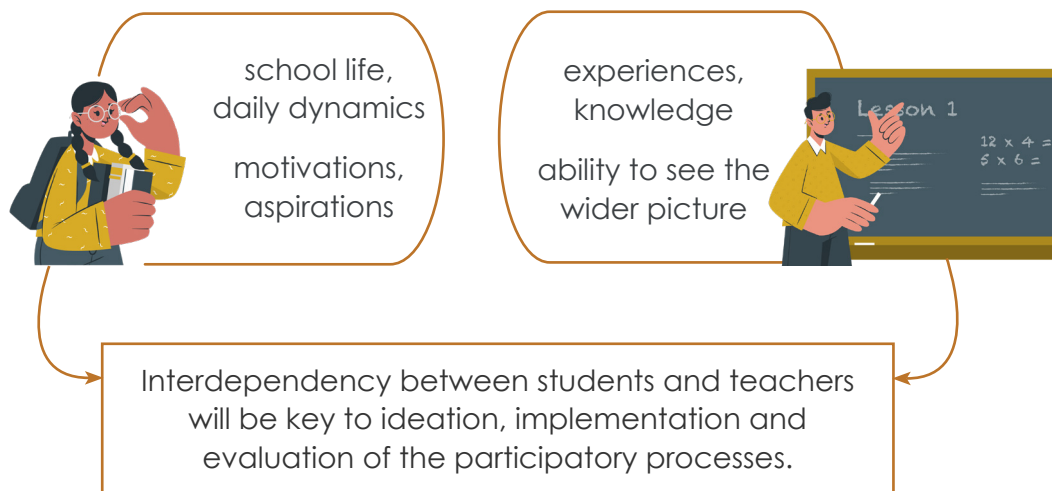 school life,
daily dynamics
motivations,
aspirations
experiences,
knowledge
ability to see the
wider picture
Lesson 1
12 x 4 =
5 x 6 =
Interdependency between students and teachers
will be key to ideation, implementation and
evaluation of the participatory processes.